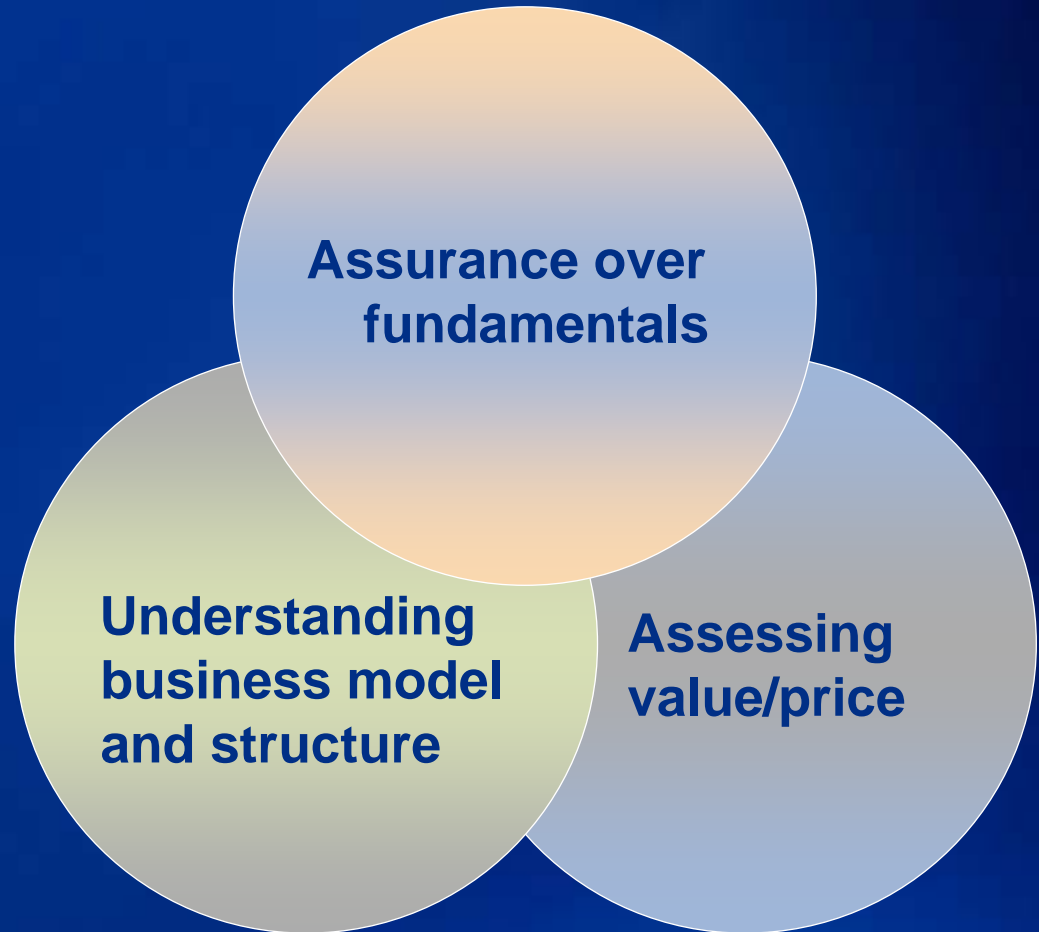 Assurance over
fundamentals
Understanding
business model
and structure
Assessing
value/price